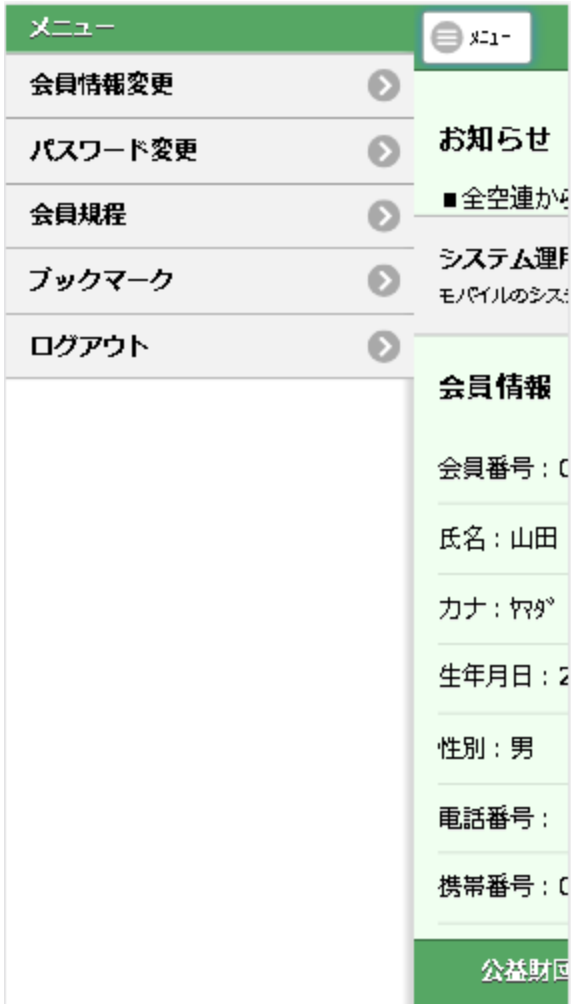 メニュー
会員情報変更
パスワード変更
会員規程
ブックマーク
ログアウト
ﾒﾆｭｰ
お知らせ
■全空連から
システム運用
モバイルのシス
会員情報
会員番号：0
氏名：山田
カナ：ﾔﾏﾀﾞ
生年月日：2
性別：男
電話番号：
携帯番号：0
公益財団